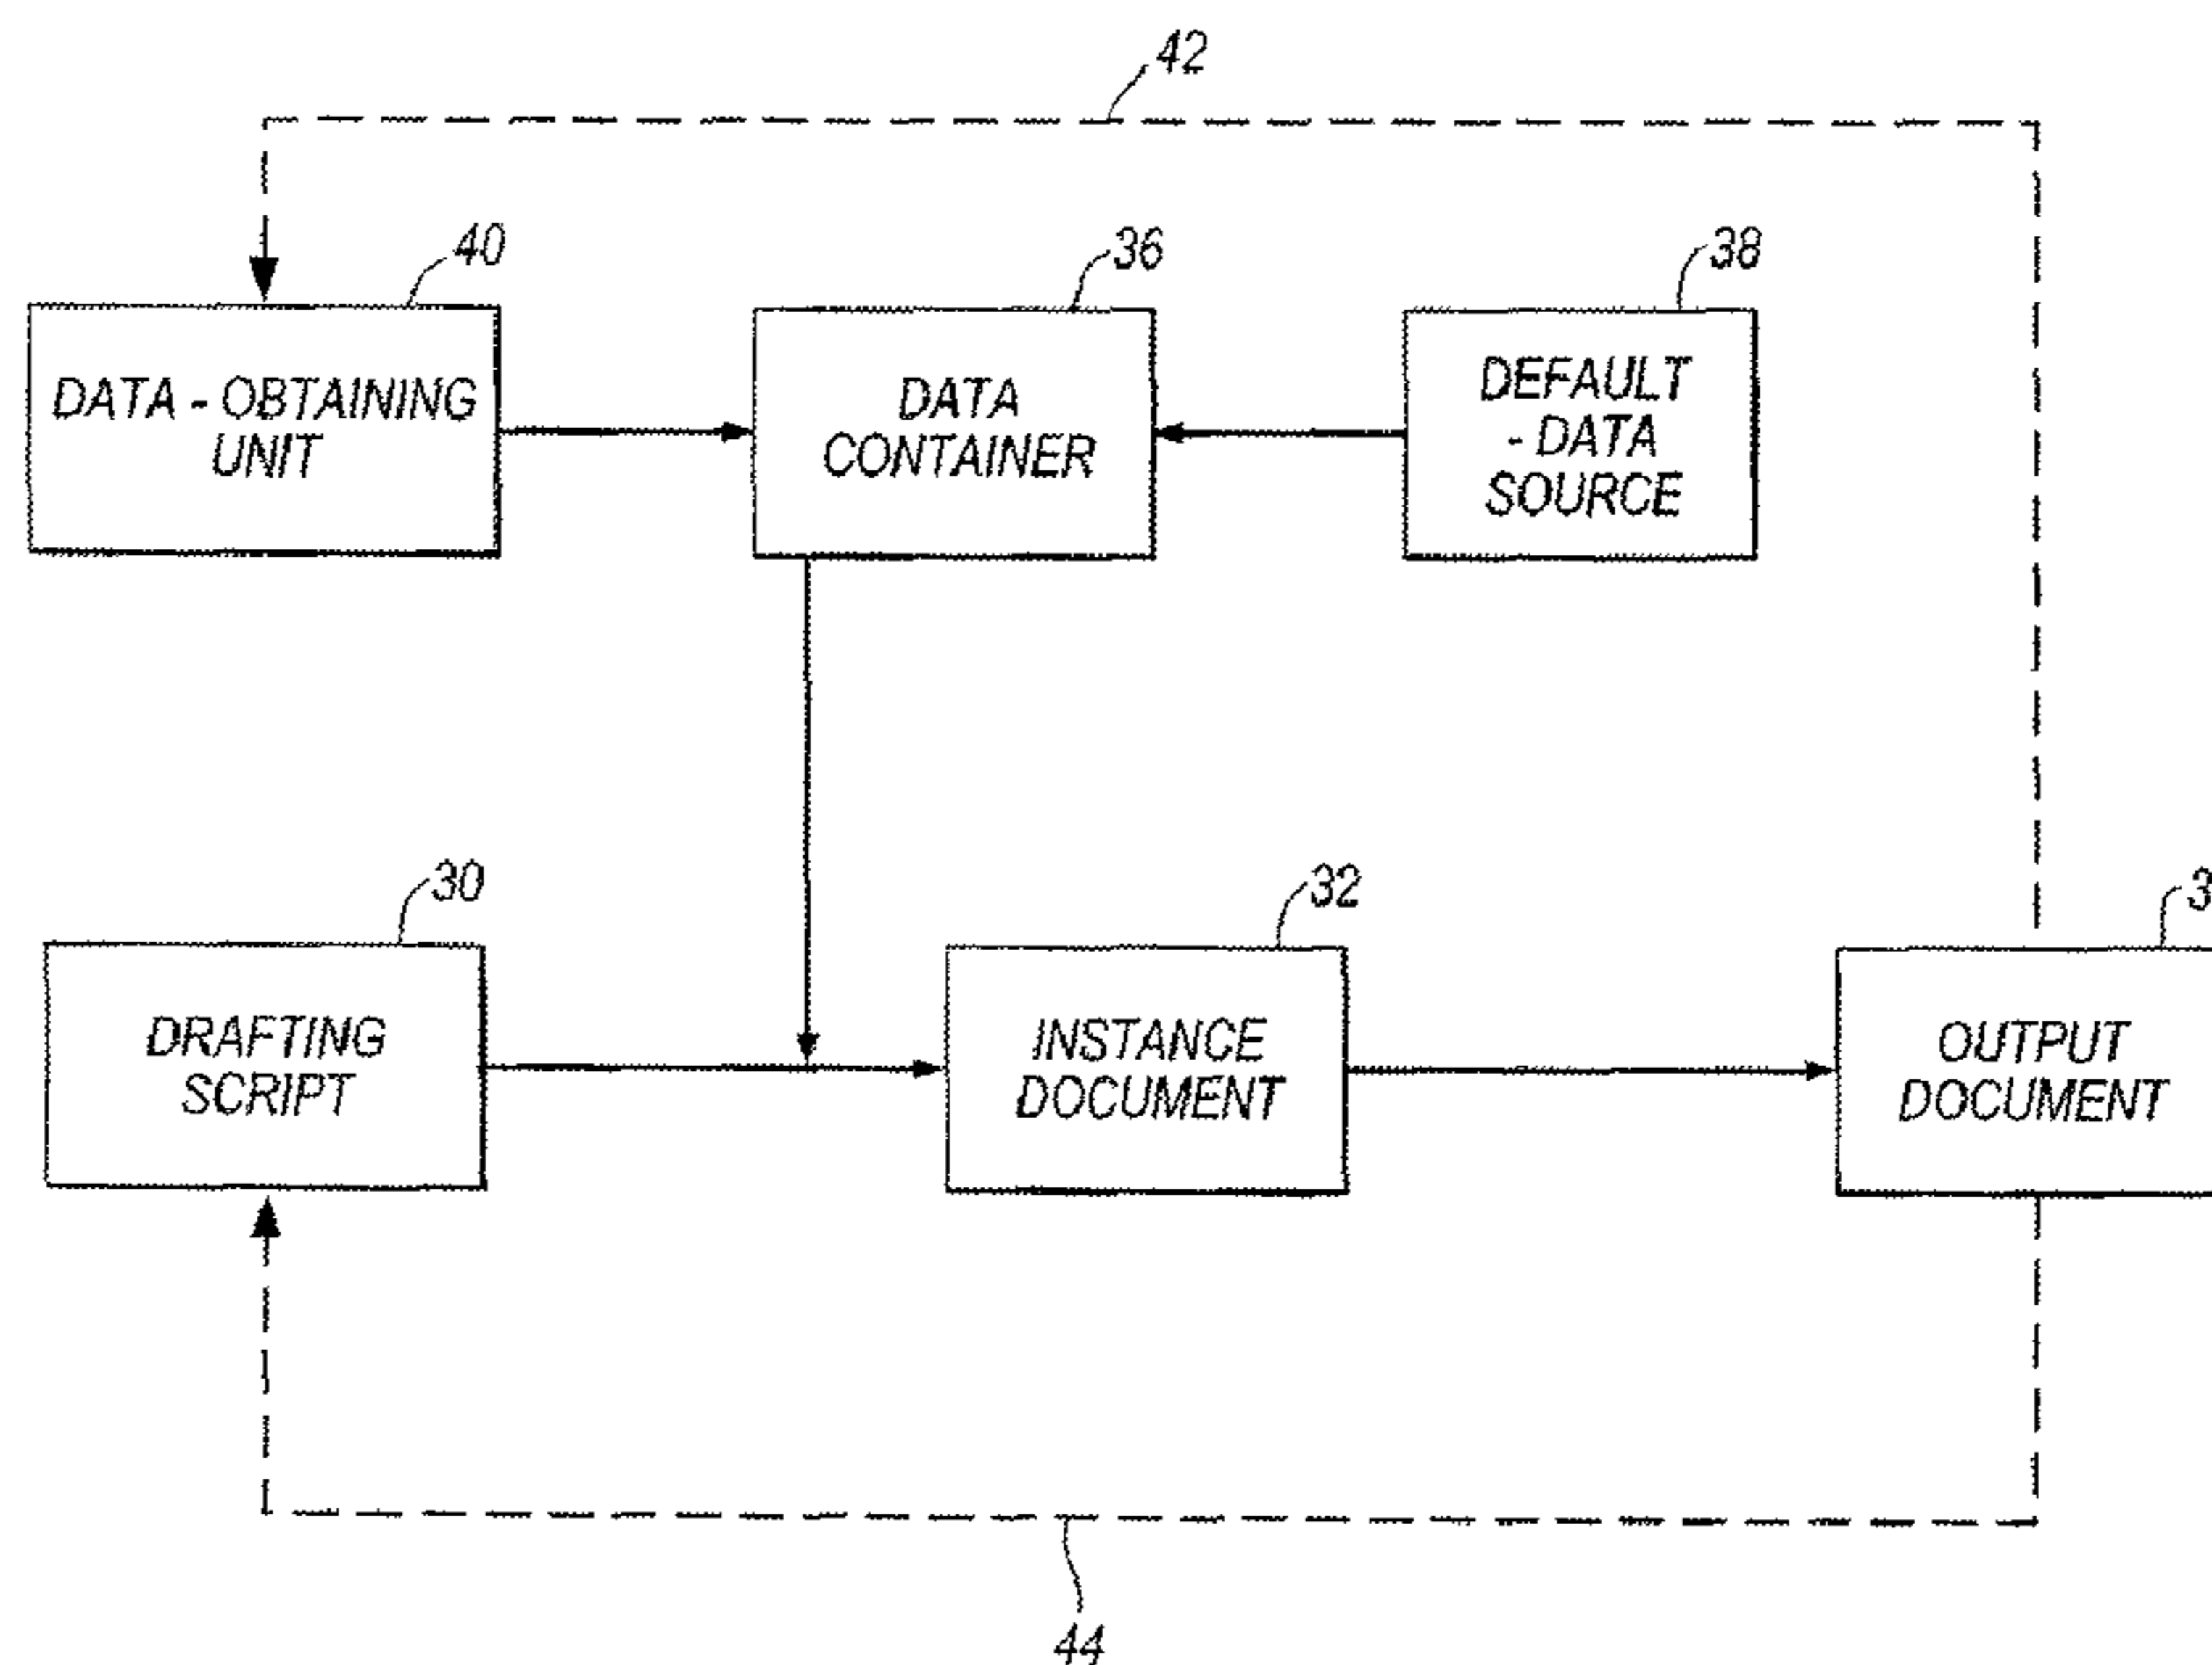 42
40
36
38
DATA - OBTAINING
UNIT
DATA
CONTAINER
DEFAULT
- DATA
SOURCE
30
32
3
DRAFTING
SCRIPT
INSTANCE
DOCUMENT
OUTPUT
DOCUMENT
44